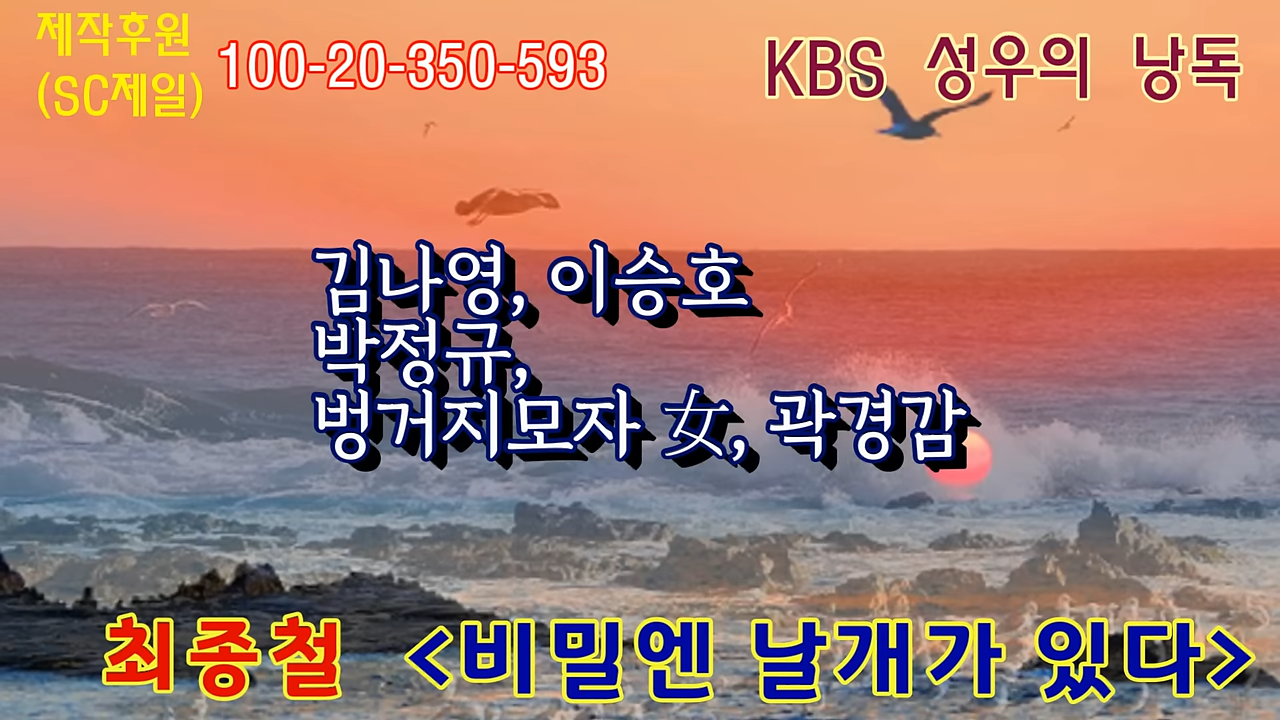 제작후원
(SC제일)
100-20-350-593
KBS 성우의 낭독
김나영, 이승호
박정규,
벙거지모자 女, 곽경감
최종철 <비밀엔 날개가 있다>